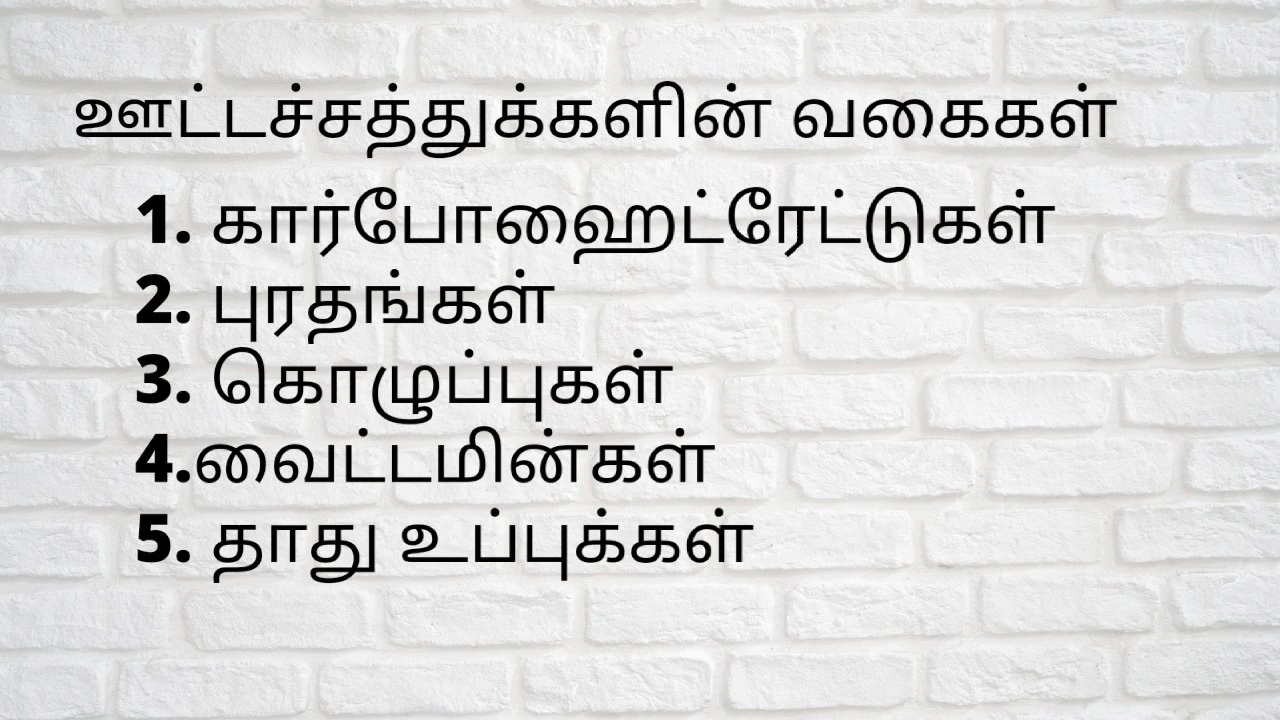 ஊட்டச்சத்துக்களின் வகைகள்
1. கார்போஹைட்ரேட்டுகள்
2. புரதங்கள்
3. கொழுப்புகள்
4.வைட்டமின்கள்
5. தாது உப்புக்கள்